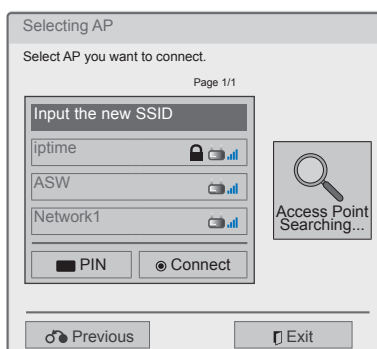 Selecting AP
Select AP you want to connect.
Page 1/1
Input the new SSID
iptime
ASW
Network1
PIN
Connect
Access Point
Searching...
Previous
Exit